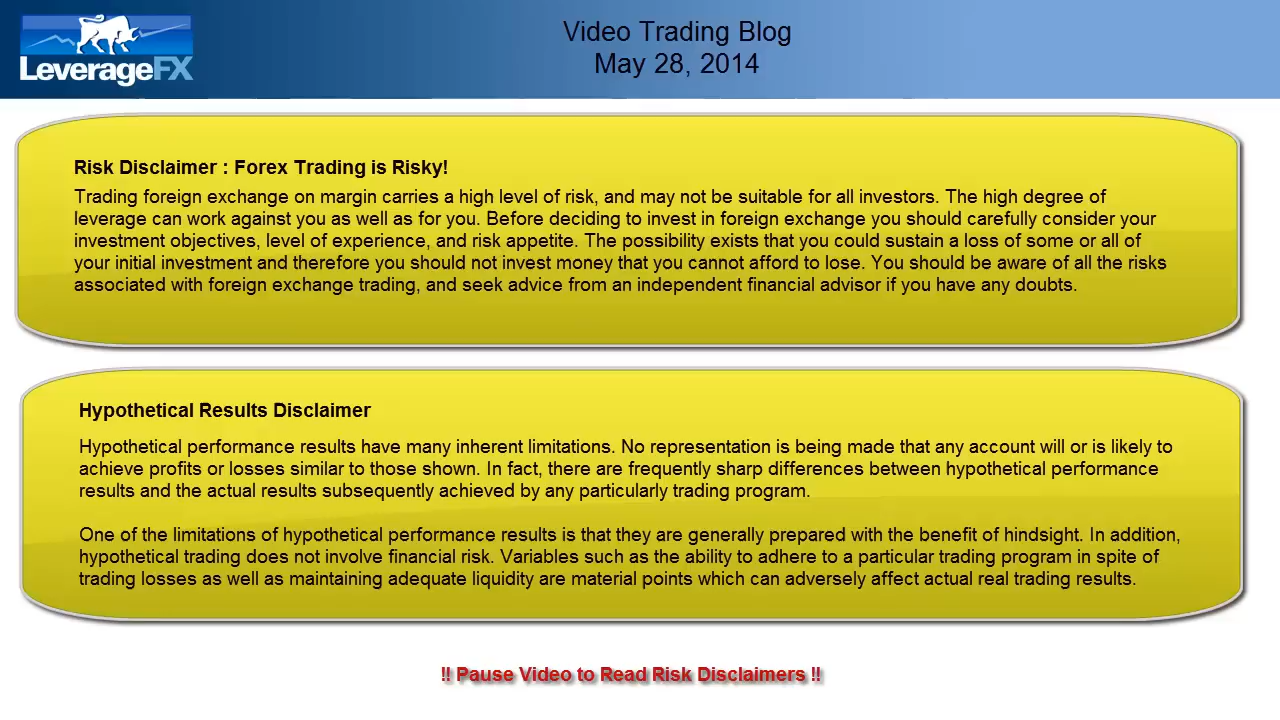 LeverageFX
Video Trading Blog
May 28, 2014
Risk Disclaimer : Forex Trading is Risky!
Trading foreign exchange on margin carries a high level of risk, and may not be suitable for all investors. The high degree of
leverage can work against you as well as for you. Before deciding to invest in foreign exchange you should carefully consider your
investment objectives, level of experience, and risk appetite. The possibility exists that you could sustain a loss of some or all of
your initial investment and therefore you should not invest money that you cannot afford to lose. You should be aware of all the risks
associated with foreign exchange trading, and seek advice from an independent financial advisor if you have any doubts.
Hypothetical Results Disclaimer
Hypothetical performance results have many inherent limitations. No representation is being made that any account will or is likely to
achieve profits or losses similar to those shown. In fact, there are frequently sharp differences between hypothetical performance
results and the actual results subsequently achieved by any particularly trading program.
One of the limitations of hypothetical performance results is that they are generally prepared with the benefit of hindsight. In addition,
hypothetical trading does not involve financial risk. Variables such as the ability to adhere to a particular trading program in spite of
trading losses as well as maintaining adequate liquidity are material points which can adversely affect actual real trading results.
!! Pause Video to Read Risk Disclaimers !!